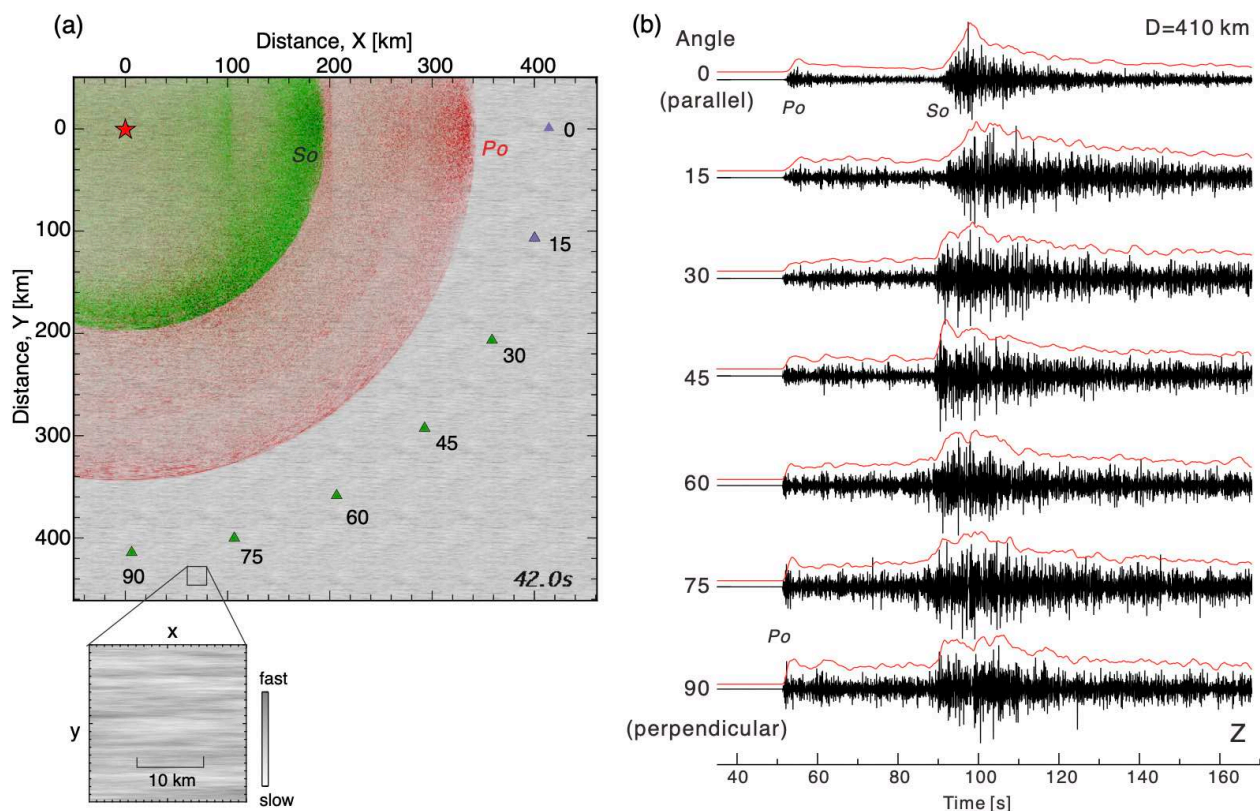 (a)
Distance, X [km]
0 100 200 300 400
Distance, Y [km]
0
100
200
300
400
So
Po
0
15
30
45
60
75
90
42.0s
x
y
10 km
fast
slow
(b)
Angle
D=410 km
0
(parallel)
Po
So
15
30
45
60
75
Po
90
(perpendicular)
Z
40 60 80 100 120 140 160
Time [s]